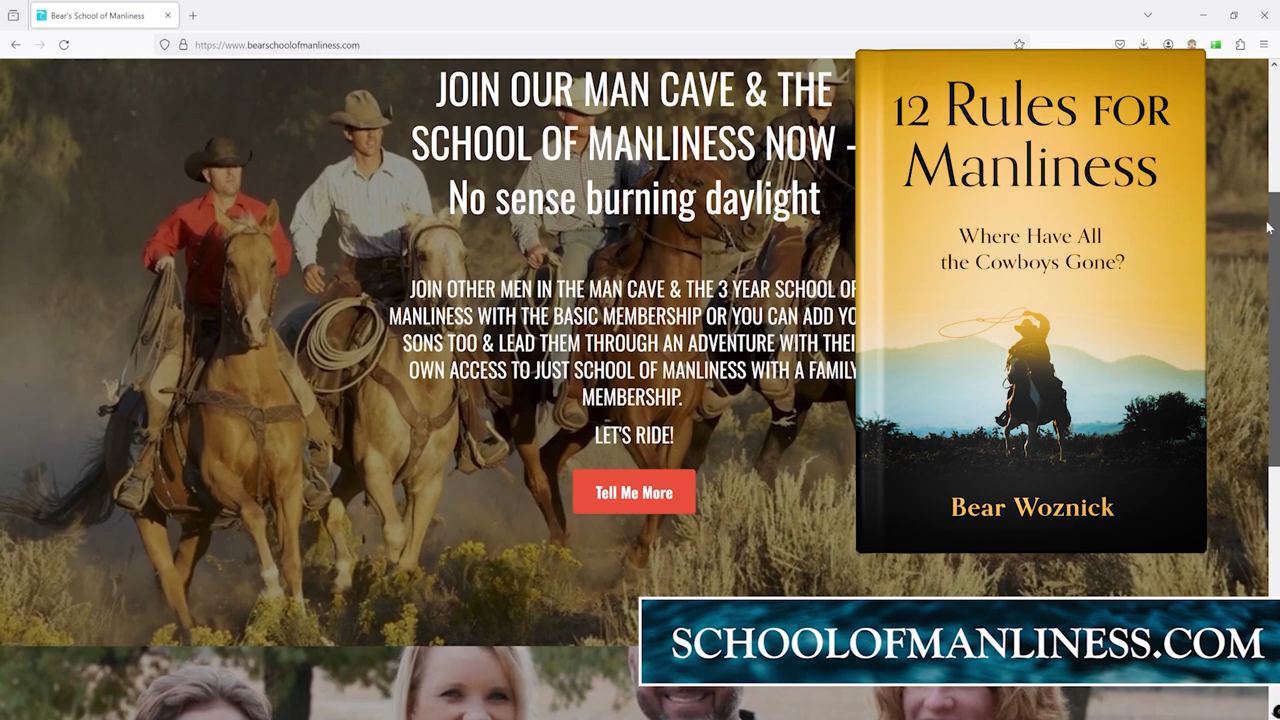 Bear's School of Manliness
https://www.bearschoolofmanliness.com
JOIN OUR MAN CAVE & THE
SCHOOL OF MANLINESS NOW -
No sense burning daylight
JOIN OTHER MEN IN THE MAN CAVE & THE 3 YEAR SCHOOL OF
MANLINESS WITH THE BASIC MEMBERSHIP OR YOU CAN ADD YO
SONS TOO & LEAD THEM THROUGH AN ADVENTURE WITH THEI
OWN ACCESS TO JUST SCHOOL OF MANLINESS WITH A FAMILY
MEMBERSHIP.
LET'S RIDE!
Tell Me More
12 Rules FOR
Manliness
Where Have All
the Cowboys Gone?
Bear Woznick
SCHOOLOFMANLINESS.COM